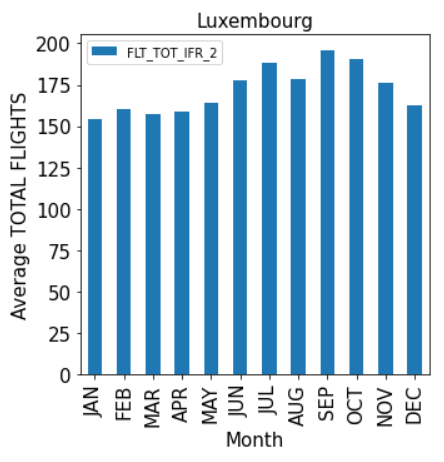 Luxembourg
FLT_TOT_IFR_2
Average TOTAL FLIGHTS
200
175
150
125
100
75
50
25
0
JAN
FEB
MAR
APR
MAY
JUN
JUL
AUG
SEP
OCT
NOV
DEC
Month